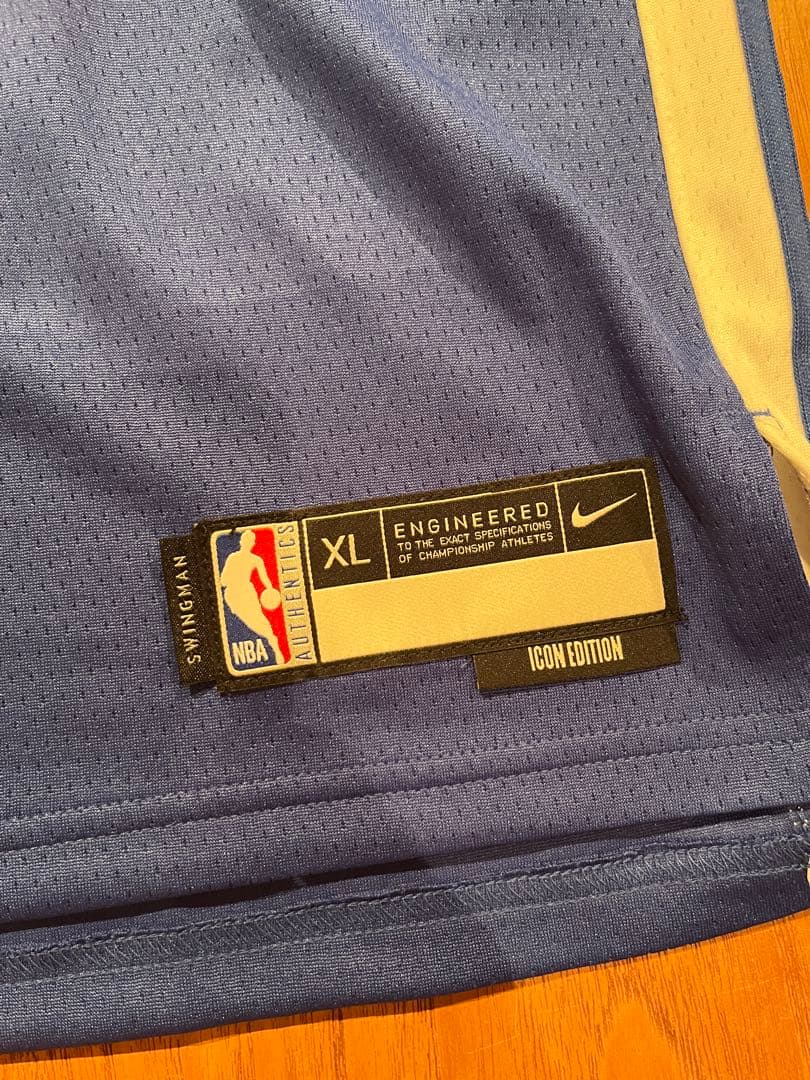 SWINGMAN
NBA
AUTHENTICS
XL
ENGINEERED
TO THE EXACT SPECIFICATIONS
OF CHAMPIONSHIP ATHLETES
ICON EDITION